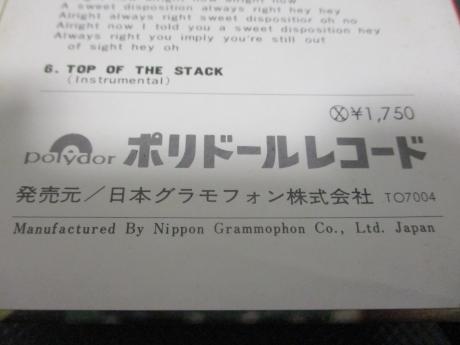 A sweet disposition always right hey hey
Alright always right sweet disposition oh no
Alright now I told you a sweet disposition hey
Always right you imply you're still out
of sight hey oh
6. TOP OF THE STACK
(Instrumental)
Ⓧ¥1,750
polydor ポリドールレコード
発売元/日本グラモフォン株式会社 TO7004
Manufactured By Nippon Grammophon Co., Ltd. Japan